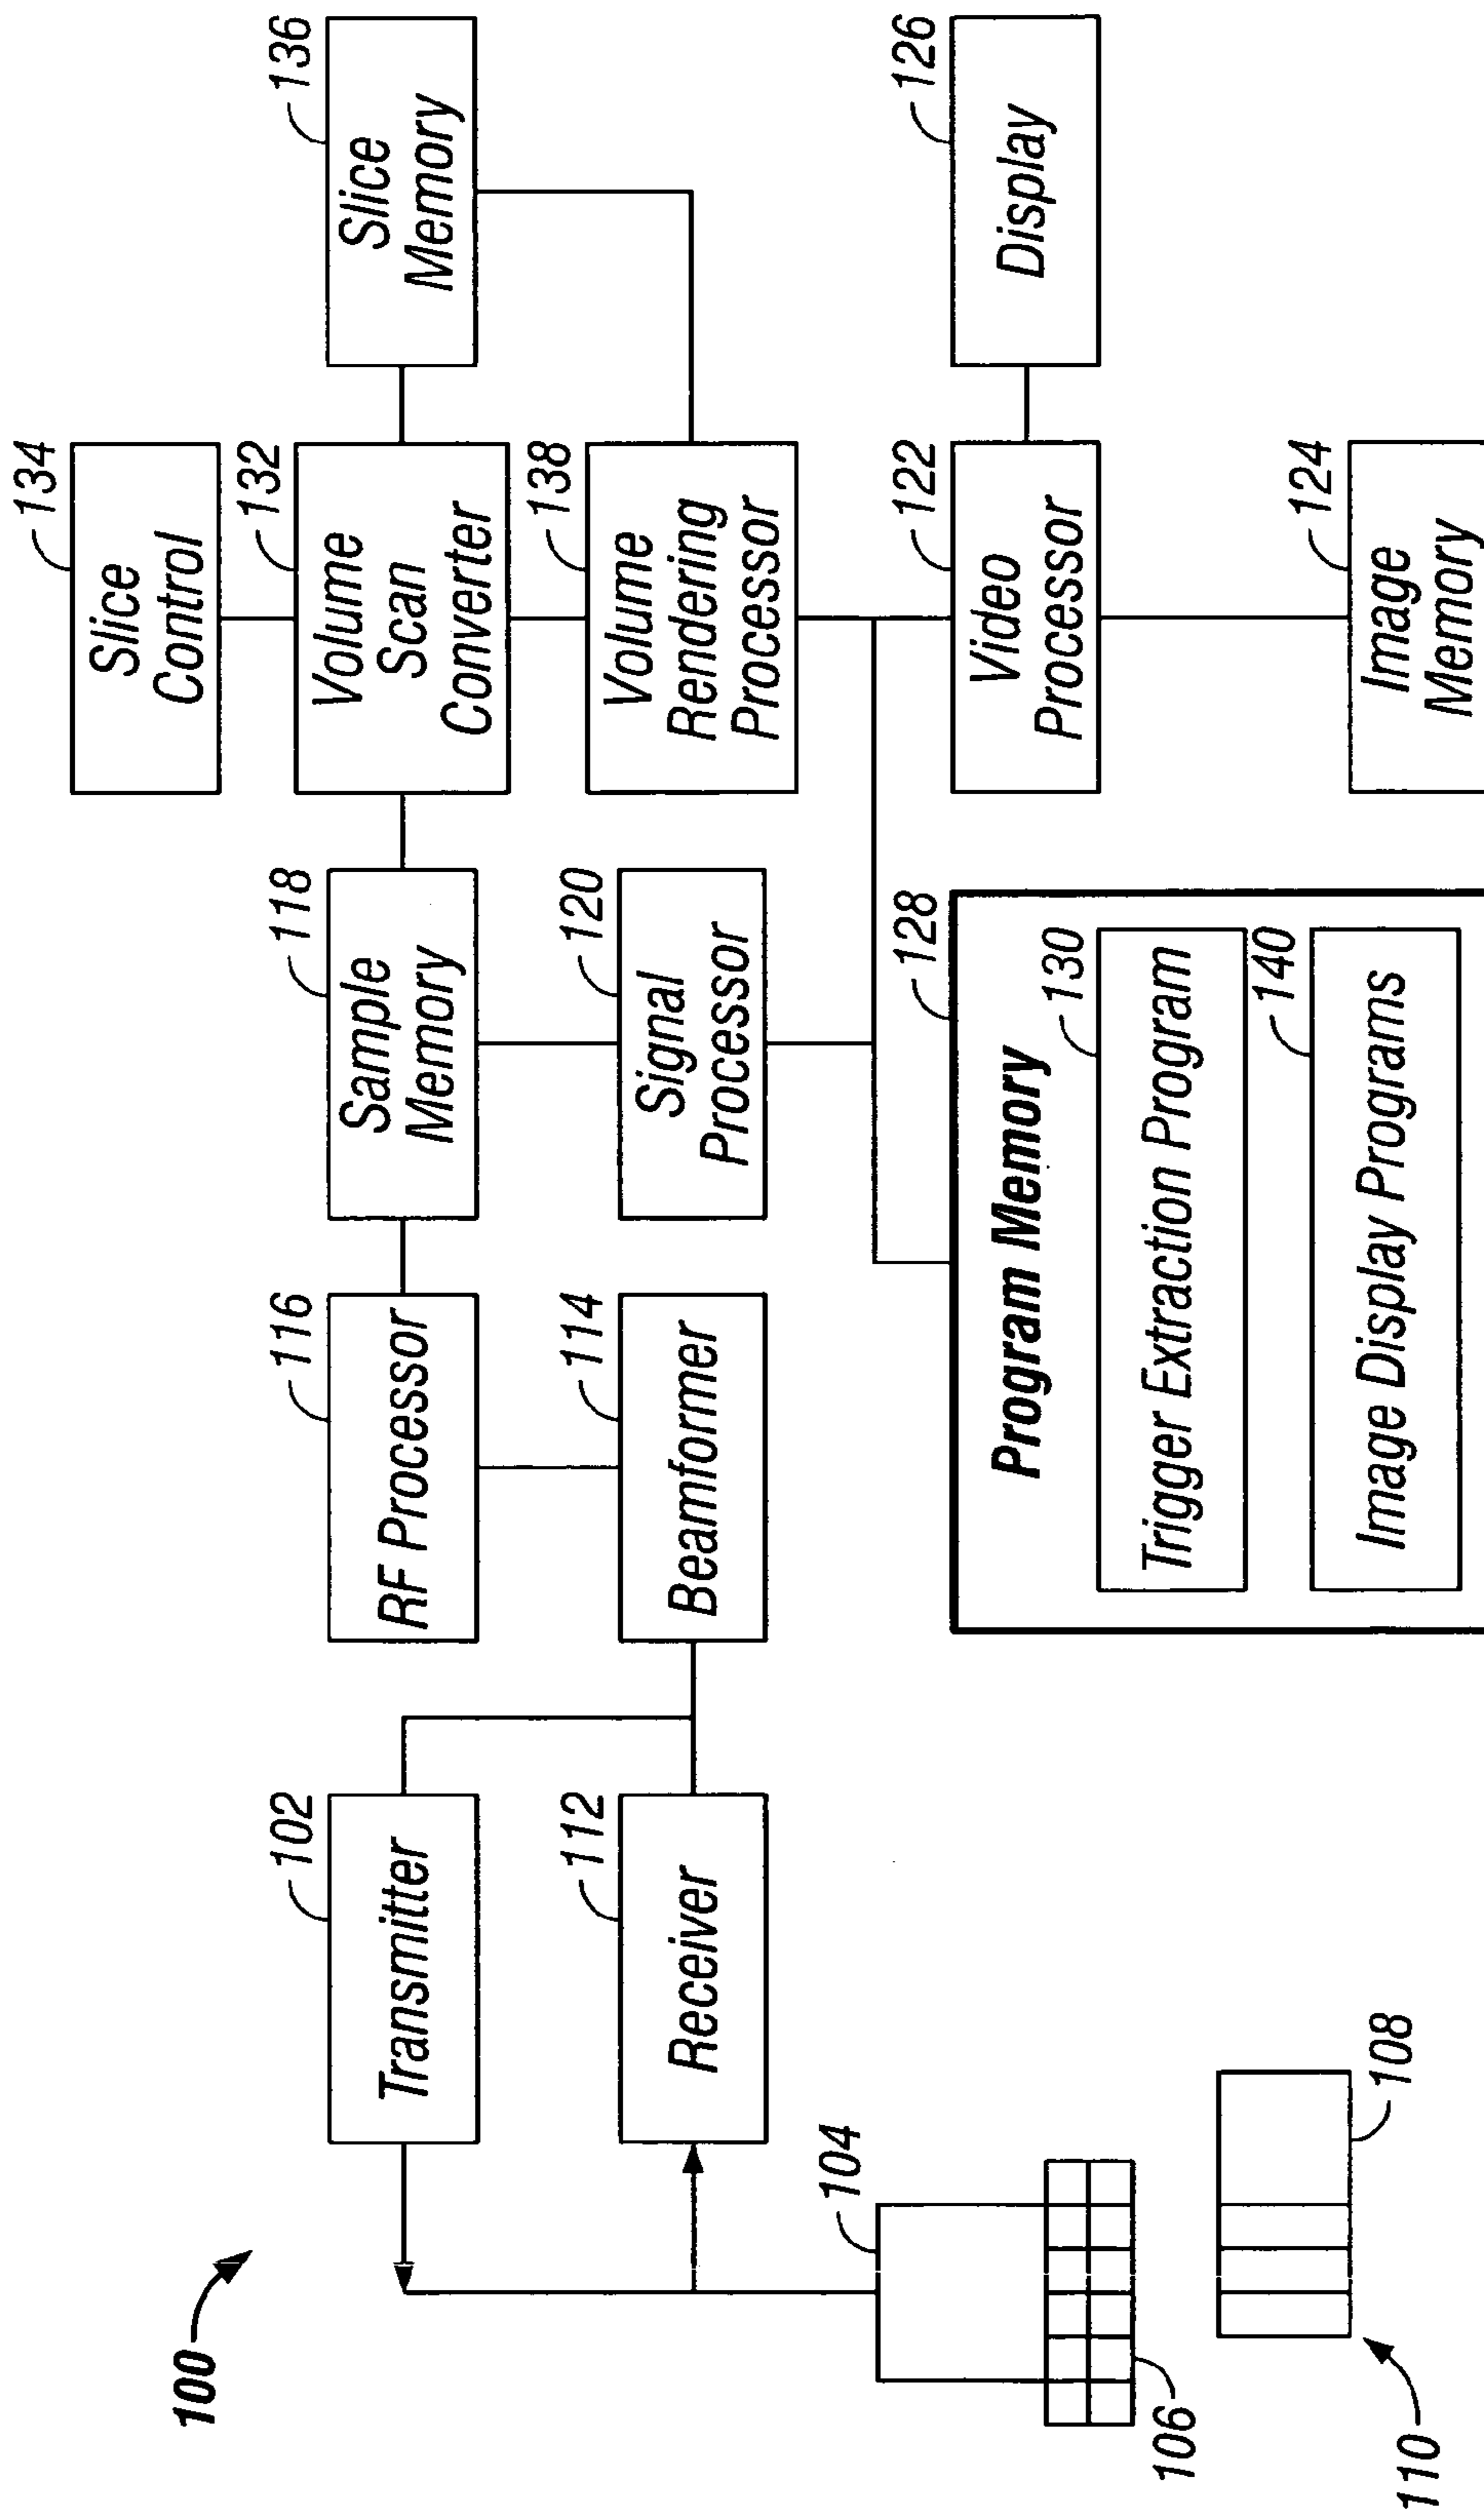 100
102
Transmitter
112
Receiver
104
106
108
110
116
RF Processor
114
Beamformer
118
Sample
Memory
120
Signal
Processor
134
Slice
Control
132
Volume
Scan
Converter
138
Volume
Rendering
Processor
136
Slice
Memory
128
Program Memory
130
Trigger Extraction Program
140
Image Display Programs
122
Video
Processor
126
Display
124
Image
Memory